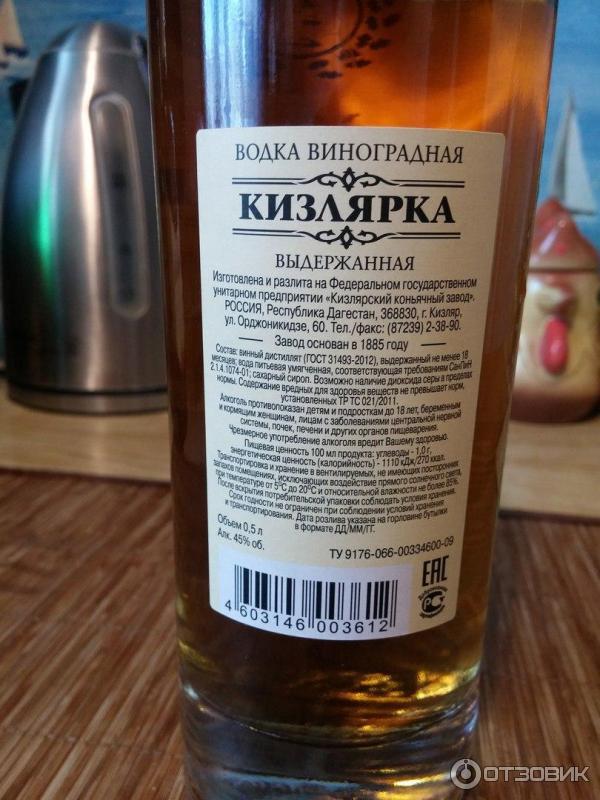 ВОДКА ВИНОГРАДНАЯ
КИЗЛЯРКА
ВЫДЕРЖАННАЯ
Изготовлена и разлита на Федеральном государственном
унитарном предприятии «Кизлярский коньячный завод».
РОССИЯ, Республика Дагестан, 368830, г. Кизляр,
ул. Орджоникидзе, 60. Тел./факс: (87239) 2-38-90.
Завод основан в 1885 году
Состав: винный дистиллят (ГОСТ 31493-2012), выдержанный не менее 18
месяцев; вода питьевая умягченная, соответствующая требованиям СанПиН
2.1.4.1074-01; сахарный сироп. Возможно наличие диоксида серы в пределах
нормы. Содержание вредных для здоровья веществ не превышает норм,
установленных ТР ТС 021/2011.
Алкоголь противопоказан детям и подросткам до 18 лет, беременным
и кормящим женщинам, лицам с заболеваниями центральной нервной
системы, почек, печени и других органов пищеварения.
Чрезмерное употребление алкоголя вредит Вашему здоровью.
Пищевая ценность 100 мл продукта: углеводы - 1,0 г,
энергетическая ценность (калорийность) - 1110 кДж/270 ккал.
Транспортировка и хранение в вентилируемых, не имеющих посторонних
запахов помещениях, исключающих воздействие прямого солнечного света,
при температуре от 5°С до 20°С и относительной влажности не более 85%.
После вскрытия потребительской упаковки соблюдать условия хранения.
Срок годности не ограничен при соблюдении условий хранения
и транспортирования. Дата розлива указана на горловине бутылки
в формате ДД/ММ/ГГ.
Объем 0,5 л
Алк. 45% об.
ТУ 9176-066-00334600-09
EAC
4 603146 003612
ОТЗОВИК